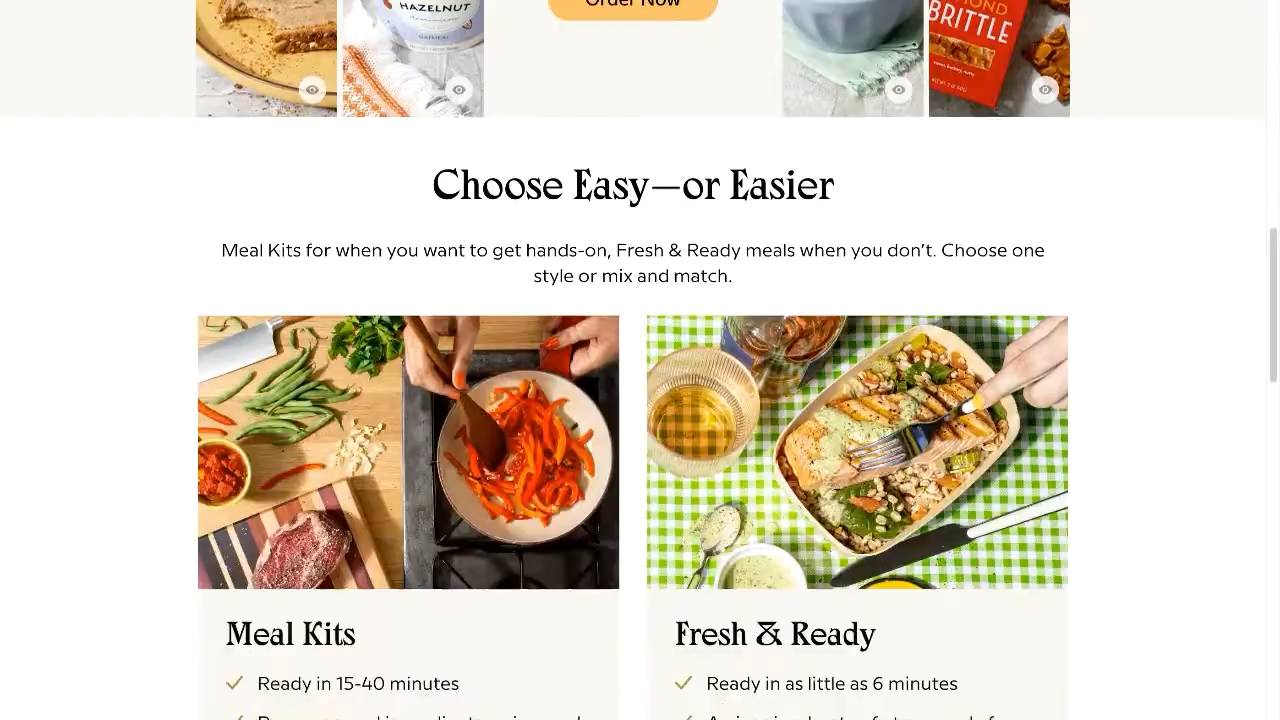 Order Now
HAZELNUT
OATMEAL
BRITTLE
Choose Easy—or Easier
Meal Kits for when you want to get hands-on, Fresh & Ready meals when you don't. Choose one
style or mix and match.
Meal Kits
Fresh & Ready
Ready in 15-40 minutes
Ready in as little as 6 minutes